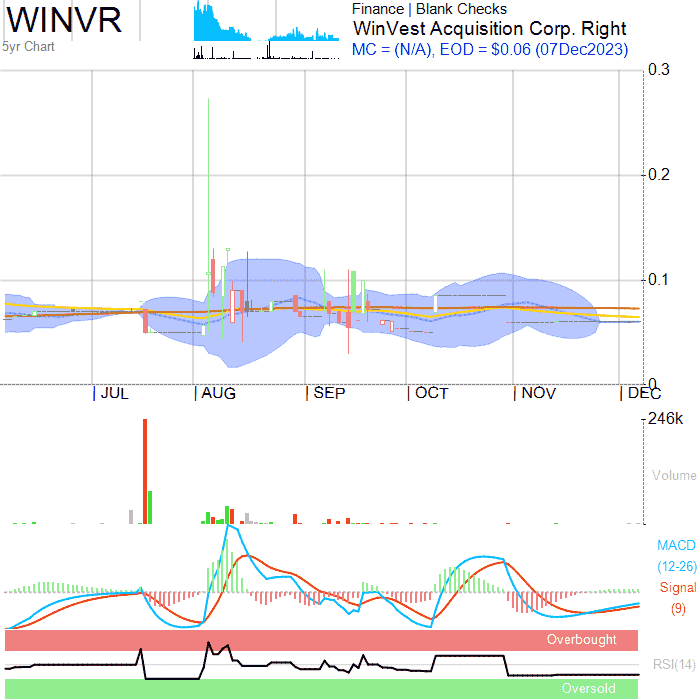 WINVR
5yr Chart
Finance | Blank Checks
WinVest Acquisition Corp. Right
MC = (N/A), EOD = $0.06 (07Dec2023)
0.3
0.2
0.1
0
JUL
AUG
SEP
OCT
NOV
DEC
246k
Volume
MACD
(12-26)
Signal
(9)
Overbought
RSI(14)
Oversold